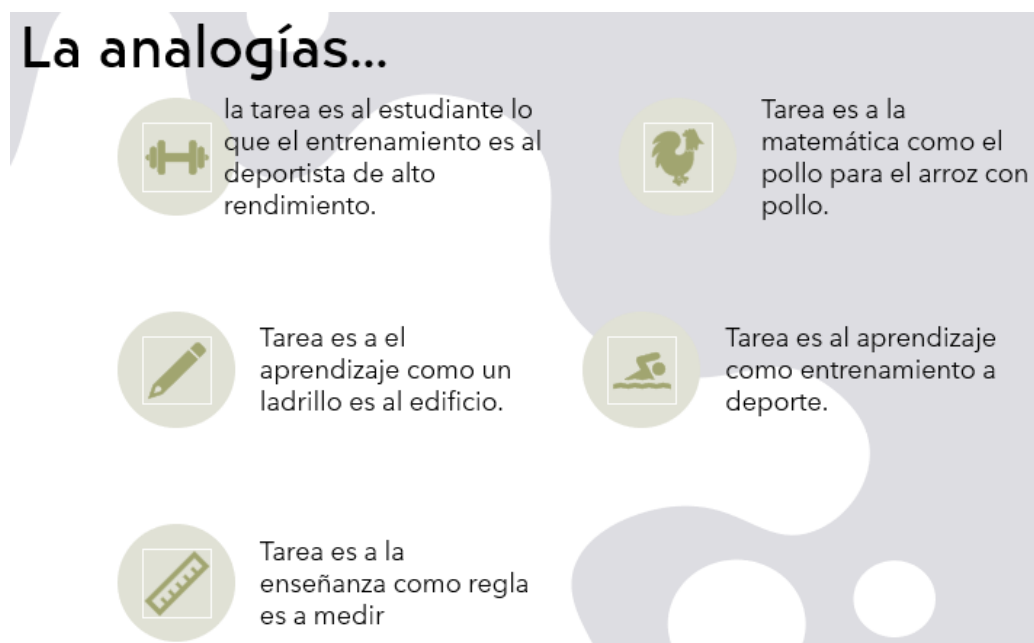 La analogías...
la tarea es al estudiante lo
que el entrenamiento es al
deportista de alto
rendimiento.
Tarea es a la
matemática como el
pollo para el arroz con
pollo.
Tarea es a el
aprendizaje como un
ladrillo es al edificio.
Tarea es al aprendizaje
como entrenamiento a
deporte.
Tarea es a la
enseñanza como regla
es a medir